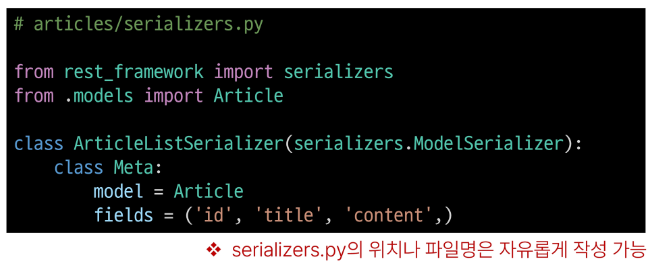 # articles/serializers.py
from rest_framework import serializers
from .models import Article
class ArticleListSerializer(serializers.ModelSerializer):
    class Meta:
        model = Article
        fields = ('id', 'title', 'content',)
❖ serializers.py의 위치나 파일명은 자유롭게 작성 가능